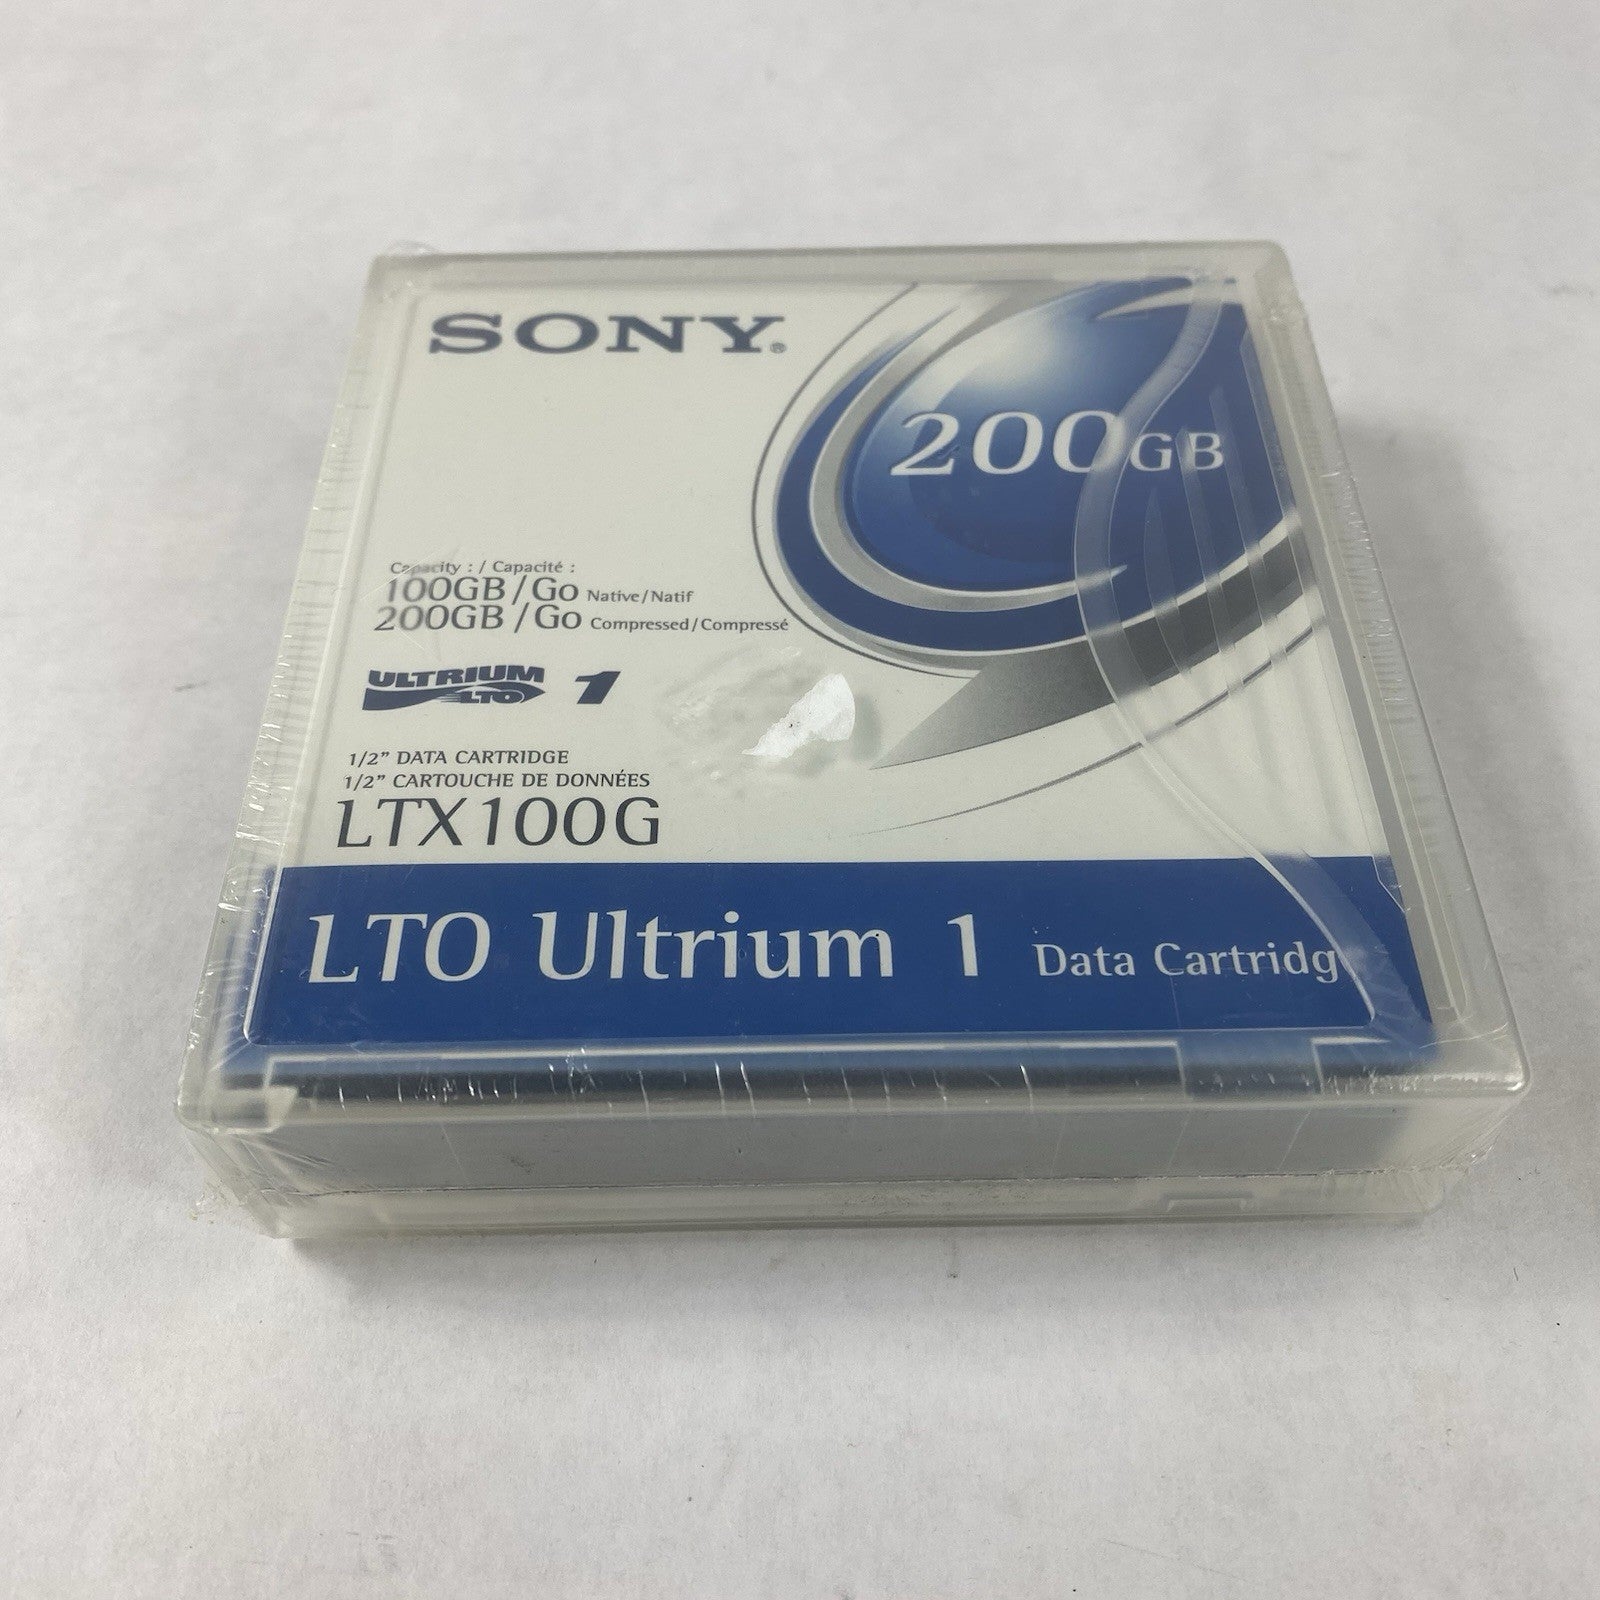 SONY®
200GB
Capacity : / Capacité :
100GB/Go Native/Natif
200GB/Go Compressed/Compressé
ULTRIUM
LTO 1
1/2" DATA CARTRIDGE
1/2" CARTOUCHE DE DONNÉES
LTX100G
LTO Ultrium 1 Data Cartridg